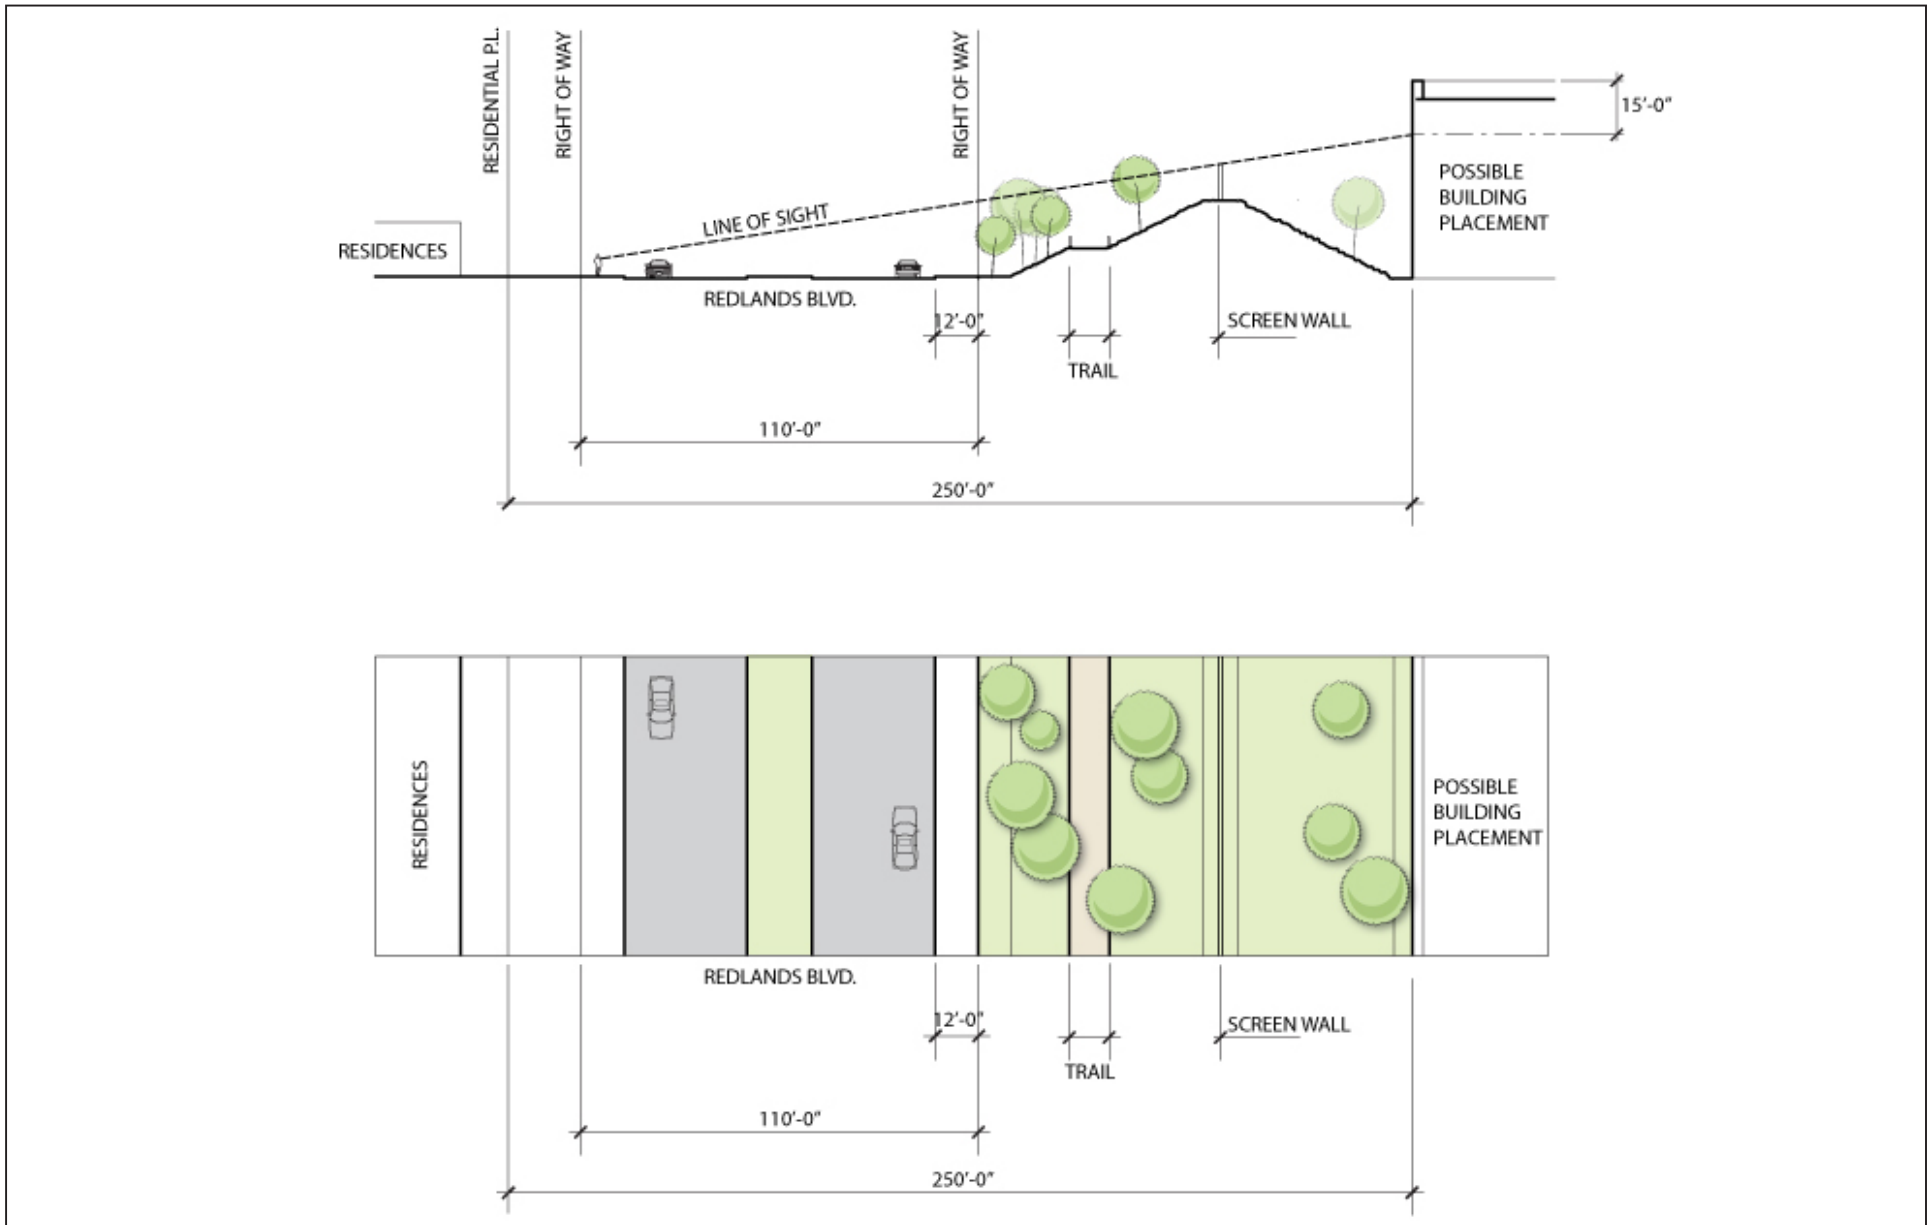 RESIDENTIAL P.L.
RIGHT OF WAY
RIGHT OF WAY
15'-0"
POSSIBLE
BUILDING
PLACEMENT
LINE OF SIGHT
RESIDENCES
REDLANDS BLVD.
12'-0"
SCREEN WALL
TRAIL
110'-0"
250'-0"
RESIDENCES
POSSIBLE
BUILDING
PLACEMENT
REDLANDS BLVD.
12'-0"
SCREEN WALL
TRAIL
110'-0"
250'-0"